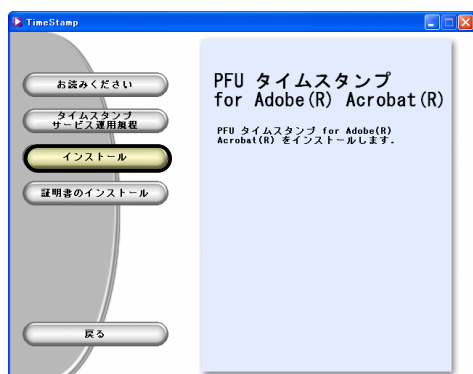 TimeStamp
お読みください
タイムスタンプ
サービス運用規程
インストール
証明書のインストール
戻る
PFU タイムスタンプ
for Adobe(R) Acrobat(R)
PFU タイムスタンプ for Adobe(R)
Acrobat(R) をインストールします.